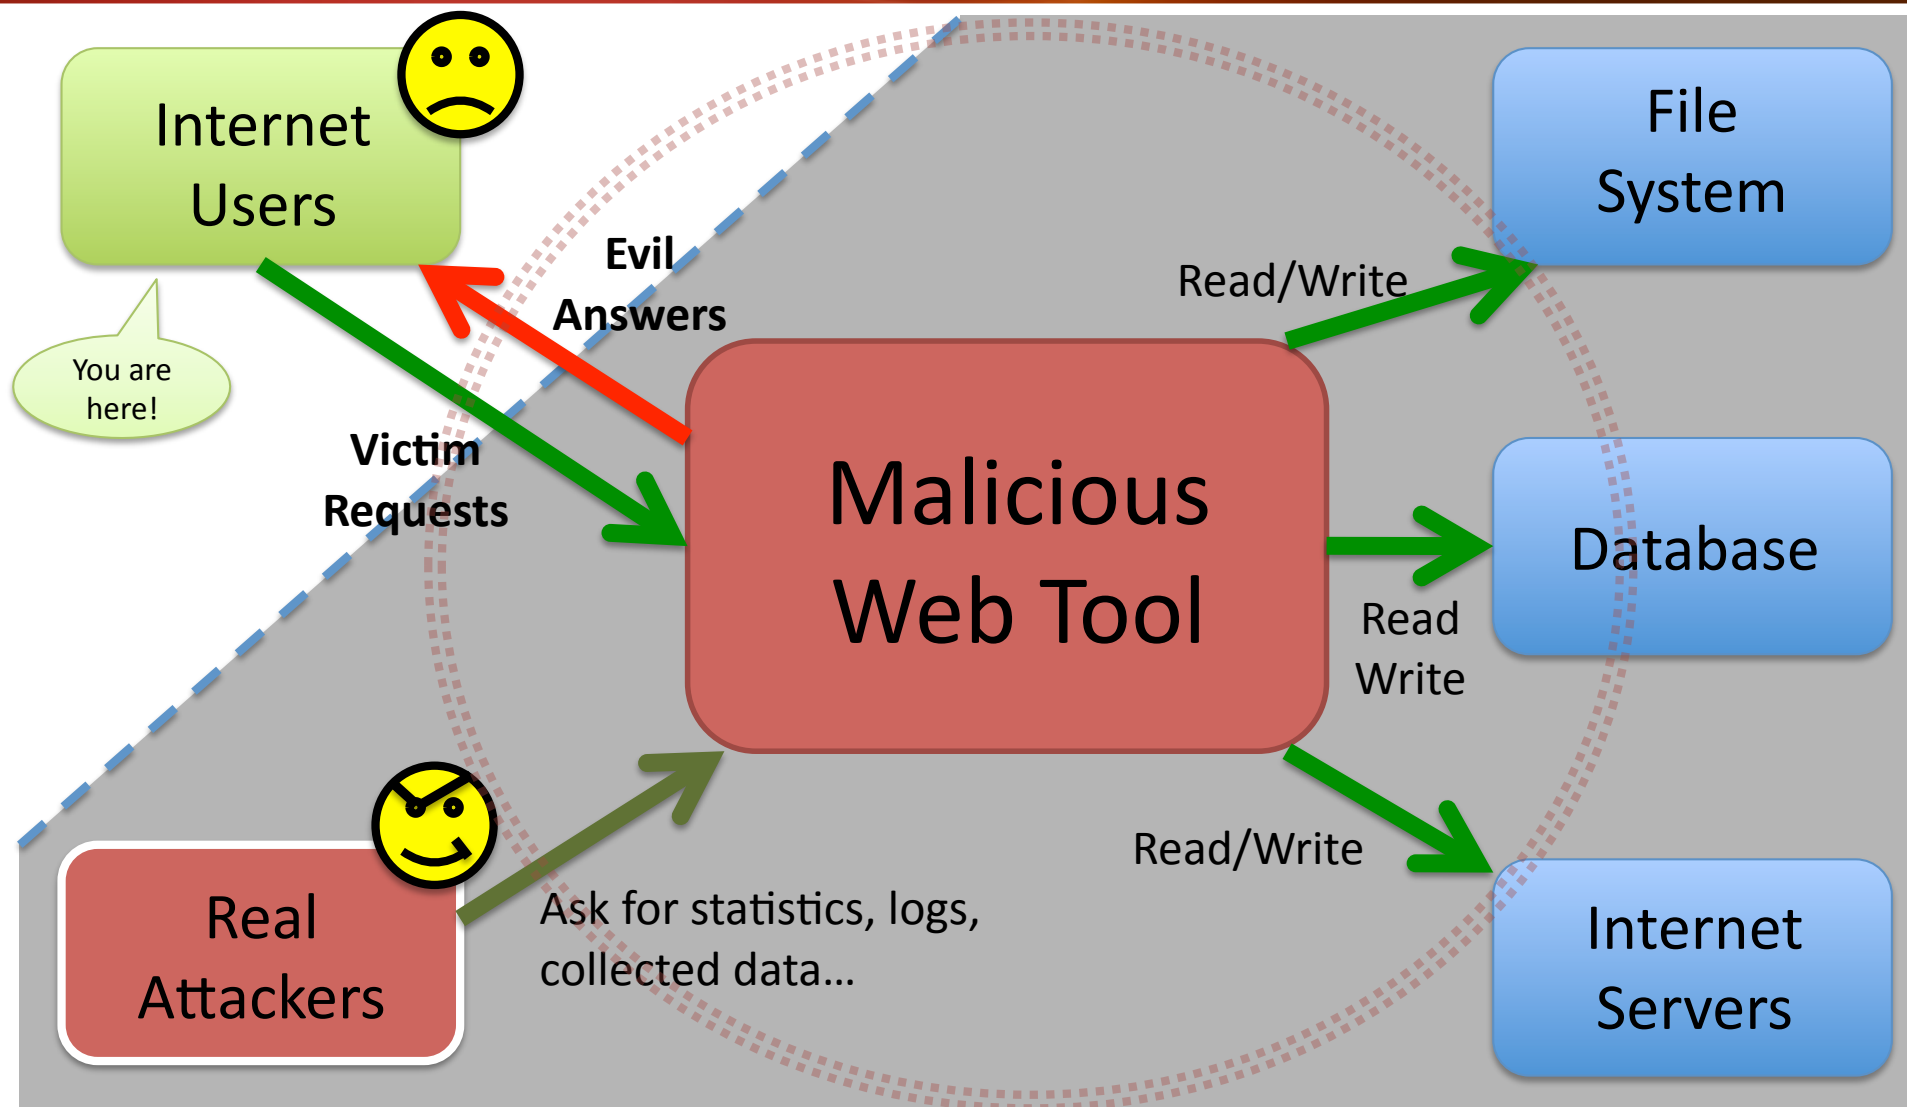 Internet
Users
You are
here!
Evil
Answers
Victim
Requests
Malicious
Web Tool
Read/Write
File
System
Read
Write
Database
Read/Write
Internet
Servers
Real
Attackers
Ask for statistics, logs,
collected data...